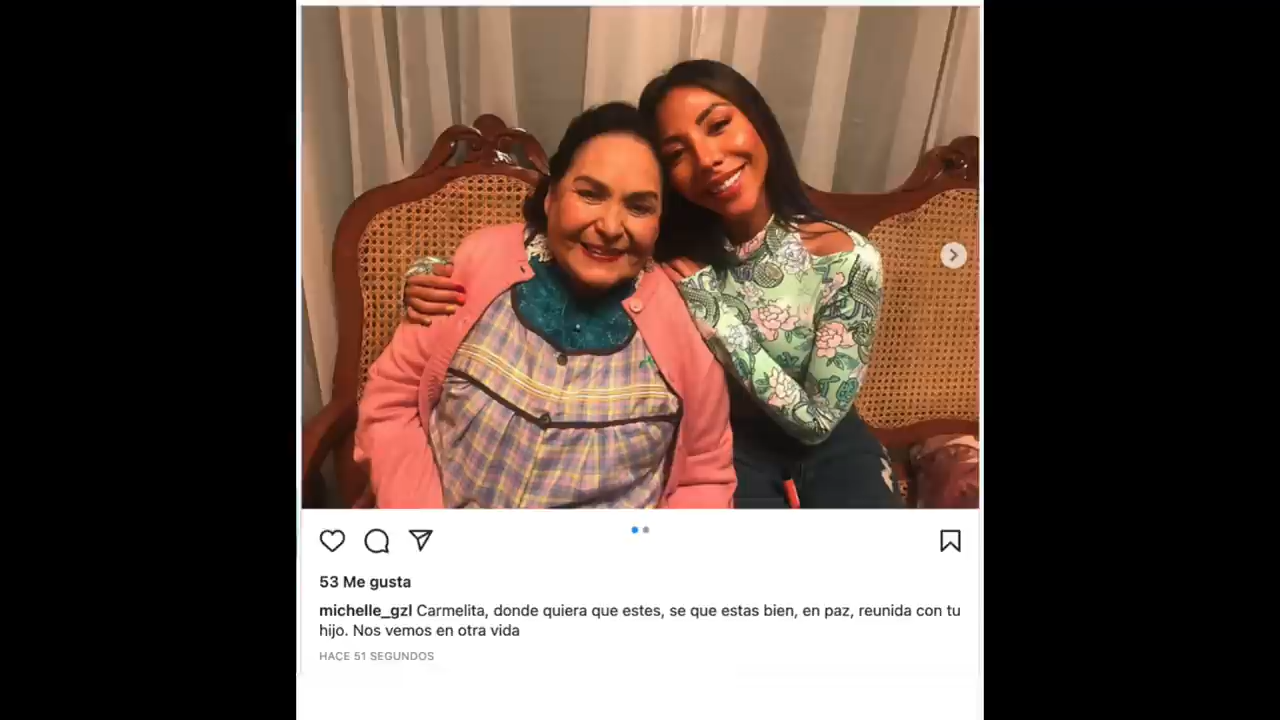 53 Me gusta
michelle_gzl Carmelita, donde quiera que estes, se que estas bien, en paz, reunida con tu
hijo. Nos vemos en otra vida
HACE 51 SEGUNDOS